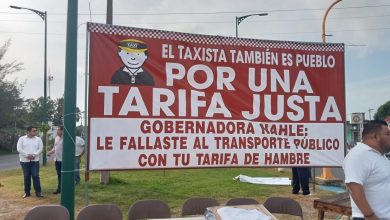 TAXI
EL TAXISTA TAMBIÉN ES PUEBLO
POR UNA
TARIFA JUSTA
GOBERNADORA NAHLE:
LE FALLASTE AL TRANSPORTE PÚBLICO
CON TU TARIFA DE HAMBRE